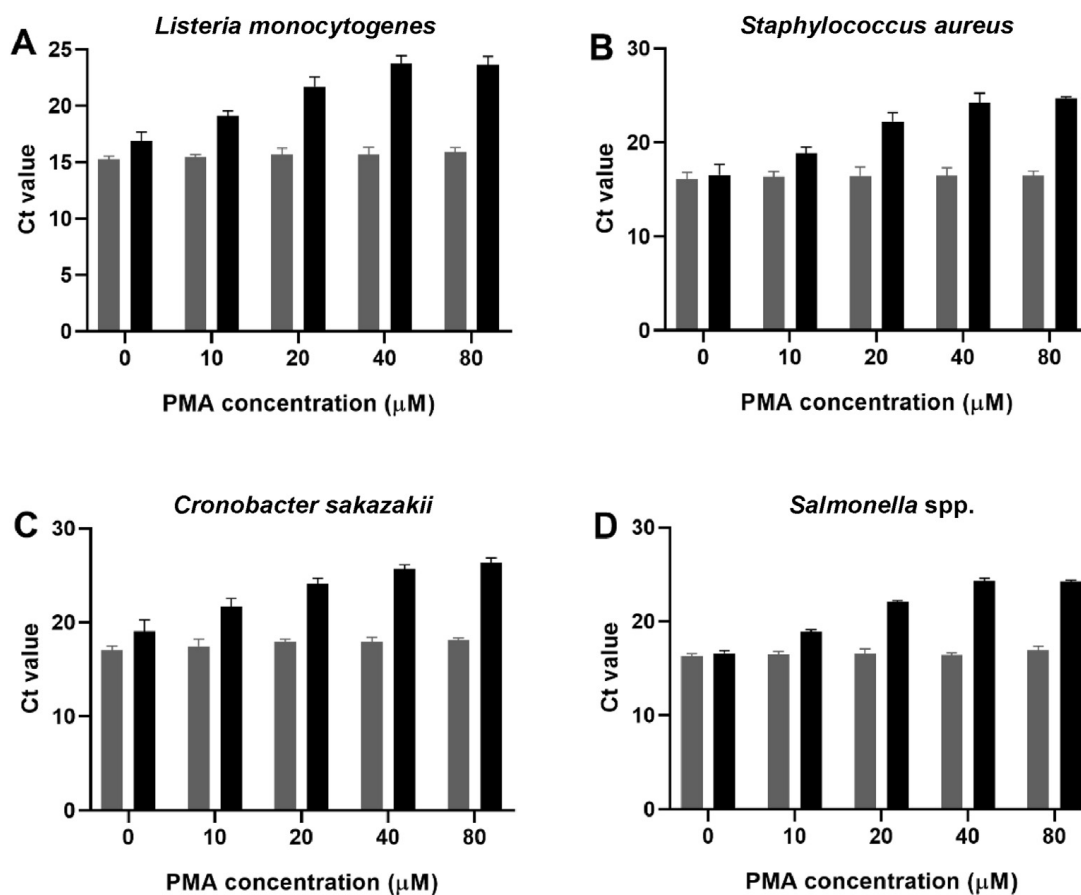 A
Listeria monocytogenes
Ct value
25
20
15
10
5
0
0 10 20 40 80
PMA concentration (μM)
B
Staphylococcus aureus
Ct value
30
20
10
0
0 10 20 40 80
PMA concentration (μM)
C
Cronobacter sakazakii
Ct value
30
20
10
0
0 10 20 40 80
PMA concentration (μM)
D
Salmonella spp.
Ct value
30
20
10
0
0 10 20 40 80
PMA concentration (μM)